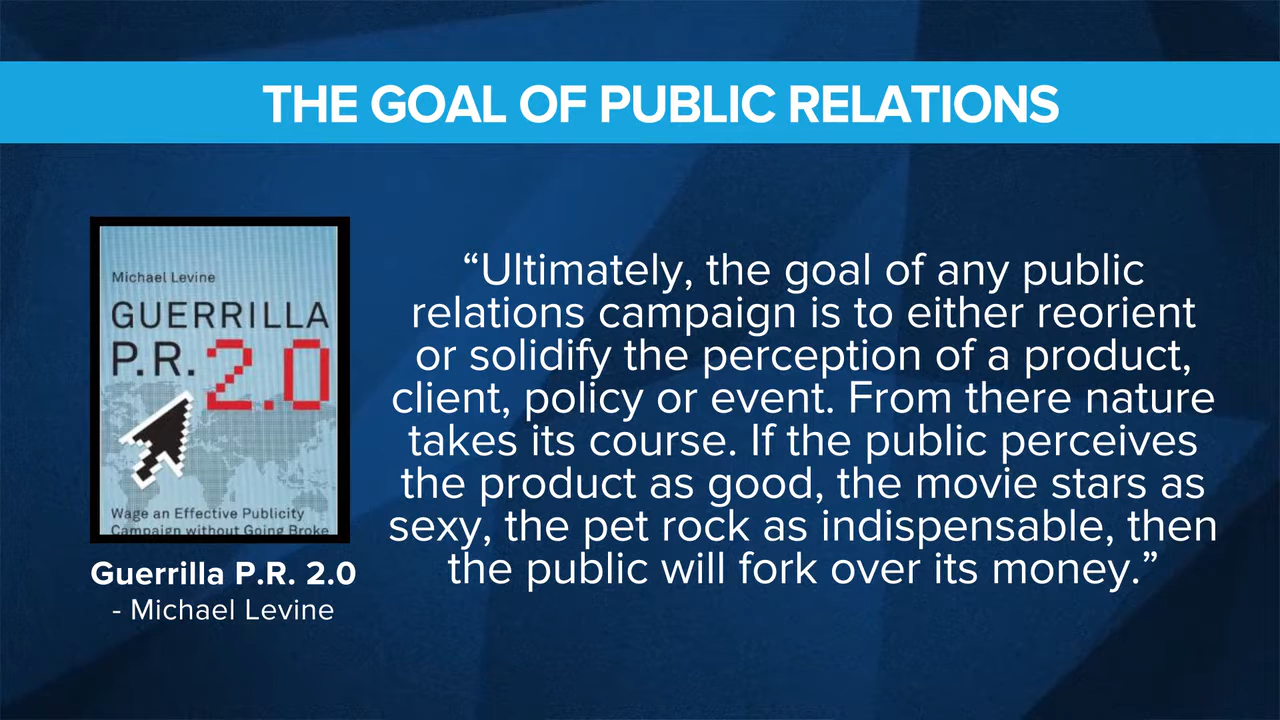 THE GOAL OF PUBLIC RELATIONS
Michael Levine
GUERRILLA
P.R. 2.0
Wage an Effective Publicity
Campaign without Going Broke
Guerrilla P.R. 2.0
- Michael Levine
“Ultimately, the goal of any public
relations campaign is to either reorient
or solidify the perception of a product,
client, policy or event. From there nature
takes its course. If the public perceives
the product as good, the movie stars as
sexy, the pet rock as indispensable, then
the public will fork over its money.”